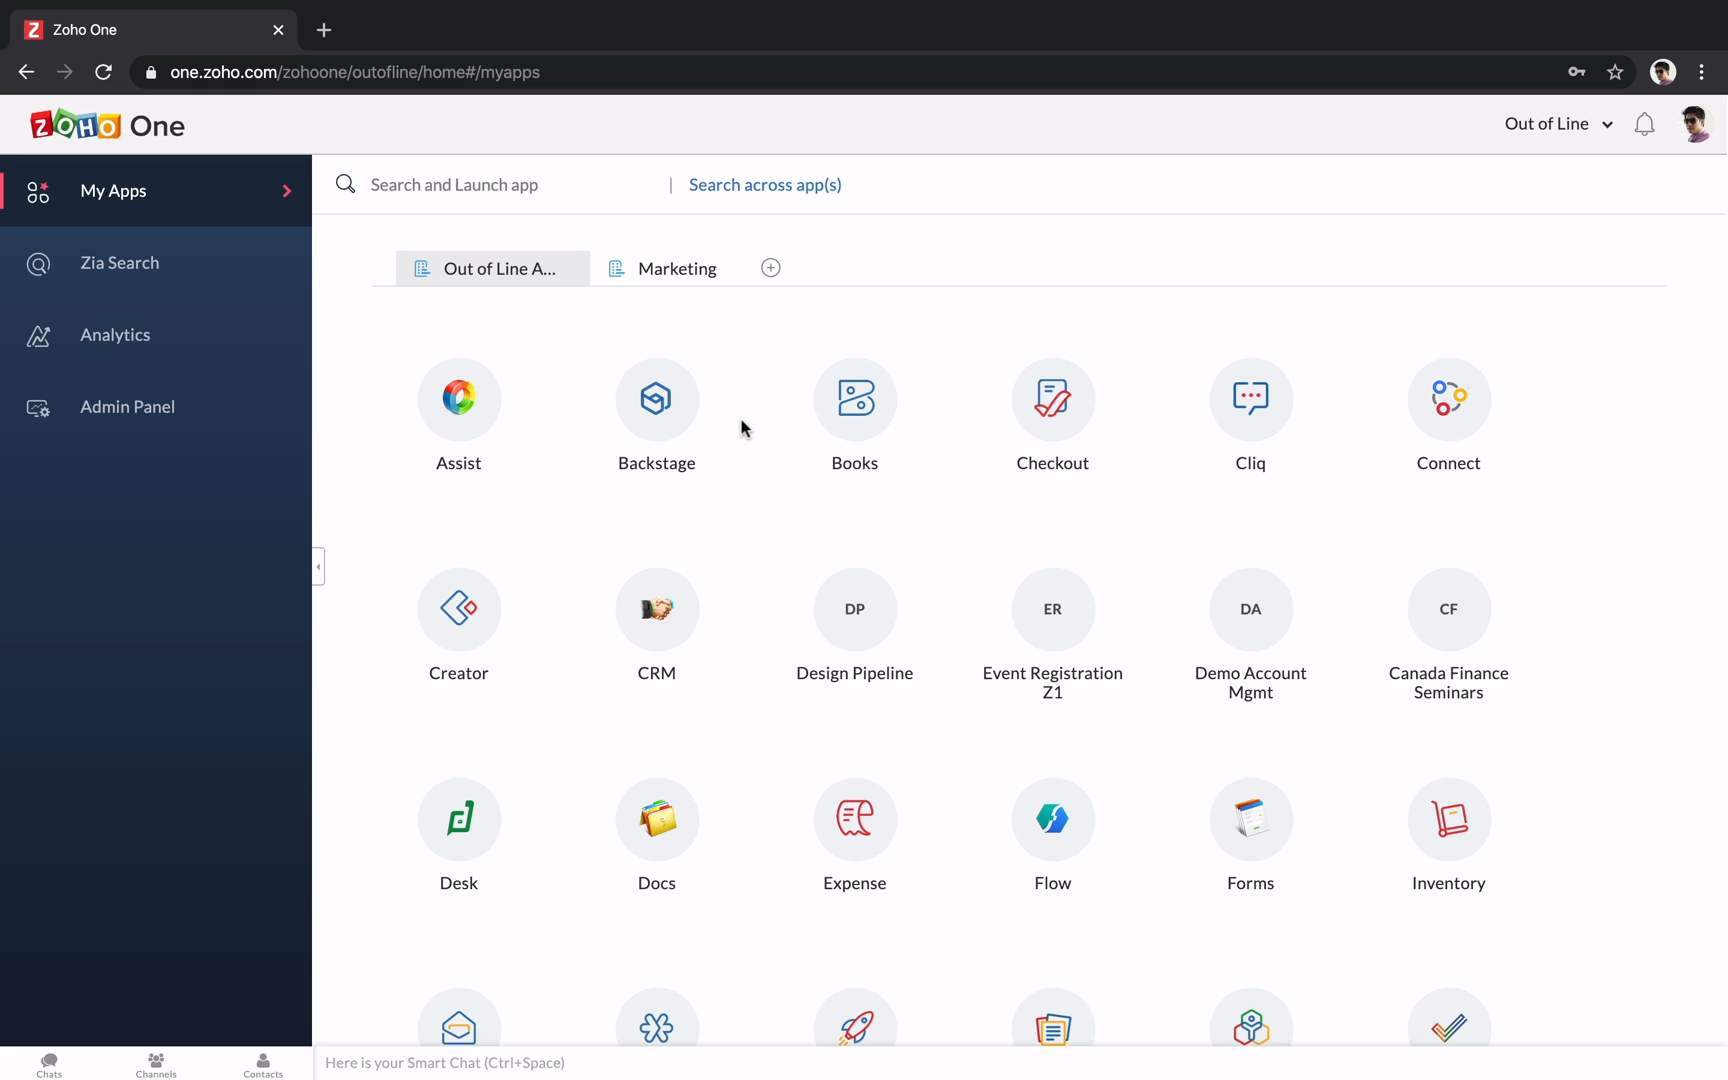 Zoho One
one.zoho.com/zohoone/outofline/home#/myapps
ZOHO One
Out of Line
My Apps
Zia Search
Analytics
Admin Panel
Search and Launch app | Search across app(s)
Out of Line A...
Marketing
Assist
Backstage
Books
Checkout
Cliq
Connect
DP
ER
DA
CF
Creator
CRM
Design Pipeline
Event Registration
Z1
Demo Account
Mgmt
Canada Finance
Seminars
Desk
Docs
Expense
Flow
Forms
Inventory
Chats
Channels
Contacts
Here is your Smart Chat (Ctrl+Space)